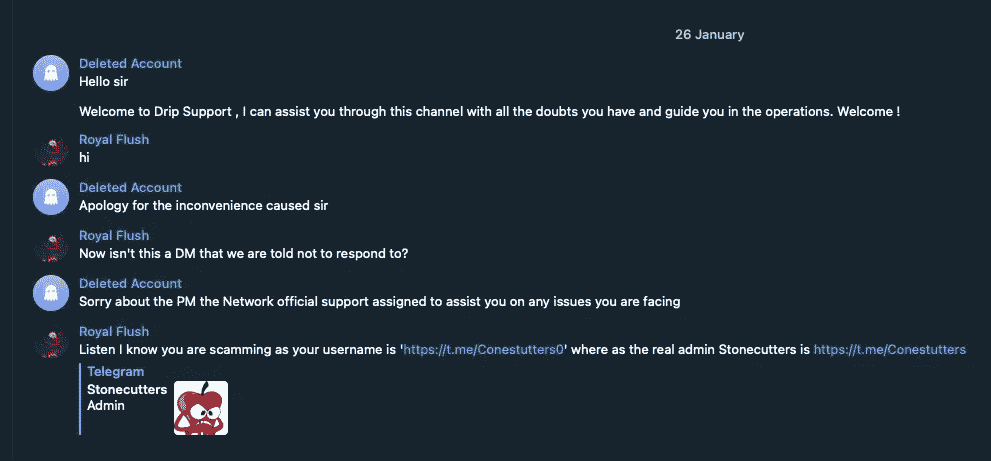 26 January
Deleted Account
Hello sir
Welcome to Drip Support , I can assist you through this channel with all the doubts you have and guide you in the operations. Welcome !
Royal Flush
hi
Deleted Account
Apology for the inconvenience caused sir
Royal Flush
Now isn't this a DM that we are told not to respond to?
Deleted Account
Sorry about the PM the Network official support assigned to assist you on any issues you are facing
Royal Flush
Listen I know you are scamming as your username is 'https://t.me/Conestutters0' where as the real admin Stonecutters is https://t.me/Conestutters
Telegram
Stonecutters
Admin